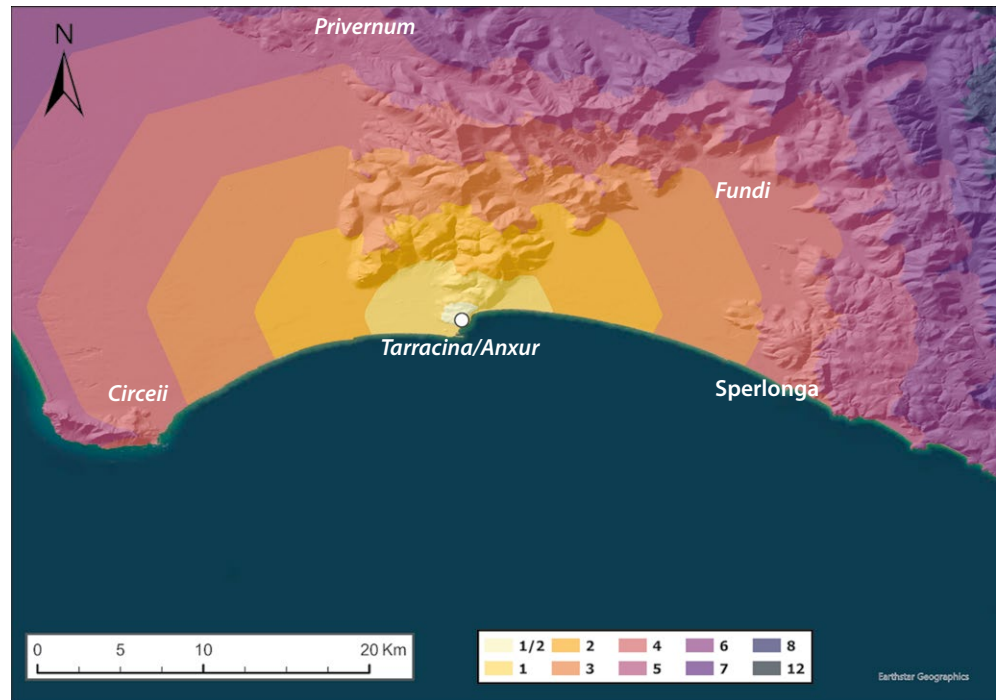 Privernum
N
Fundi
Tarracina/Anxur
Circeii
Sperlonga
0 5 10 20 Km
1/2 2 4 6 8
1 3 5 7 12
Earthstar Geographics